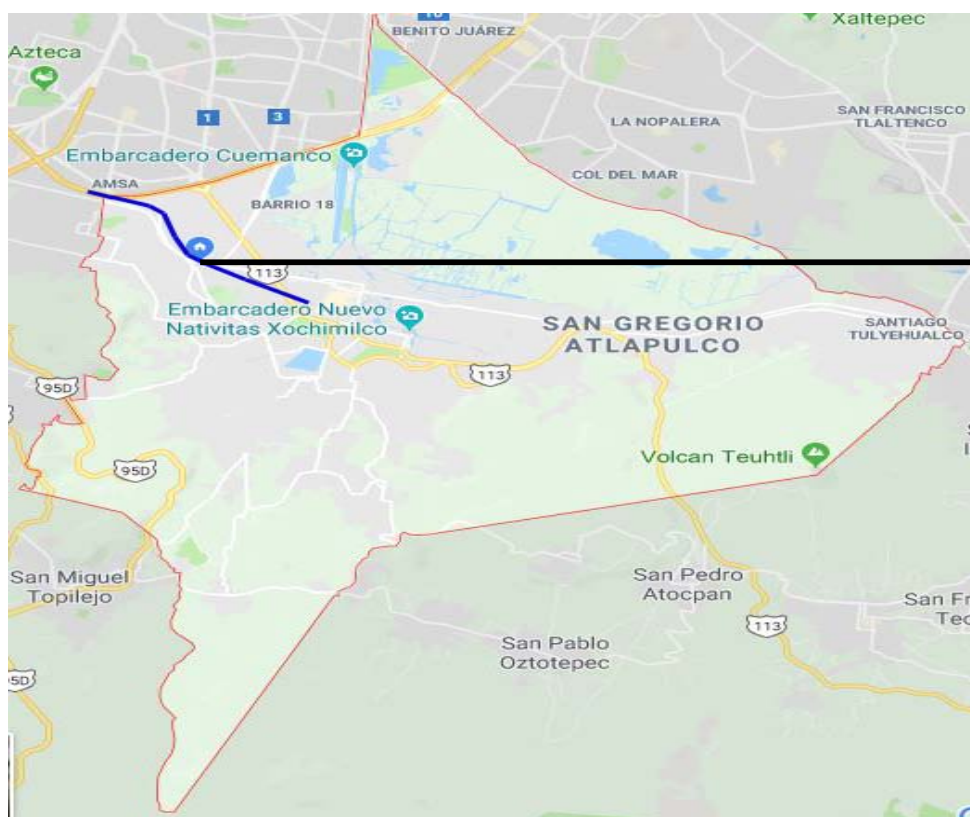 10
BENITO JUÁREZ
Xaltepec
Azteca
1
3
LA NOPALERA
SAN FRANCISCO
TLALTENCO
Embarcadero Cuemanco
COL DEL MAR
AMSA
BARRIO 18
113
Embarcadero Nuevo
Nativitas Xochimilco
SAN GREGORIO
ATLAPULCO
SANTIAGO
TULYEHUALCO
113
95D
95D
Volcan Teuhtli
San Miguel
Topilejo
San Pedro
Atocpan
San Pablo
Oztotepec
113